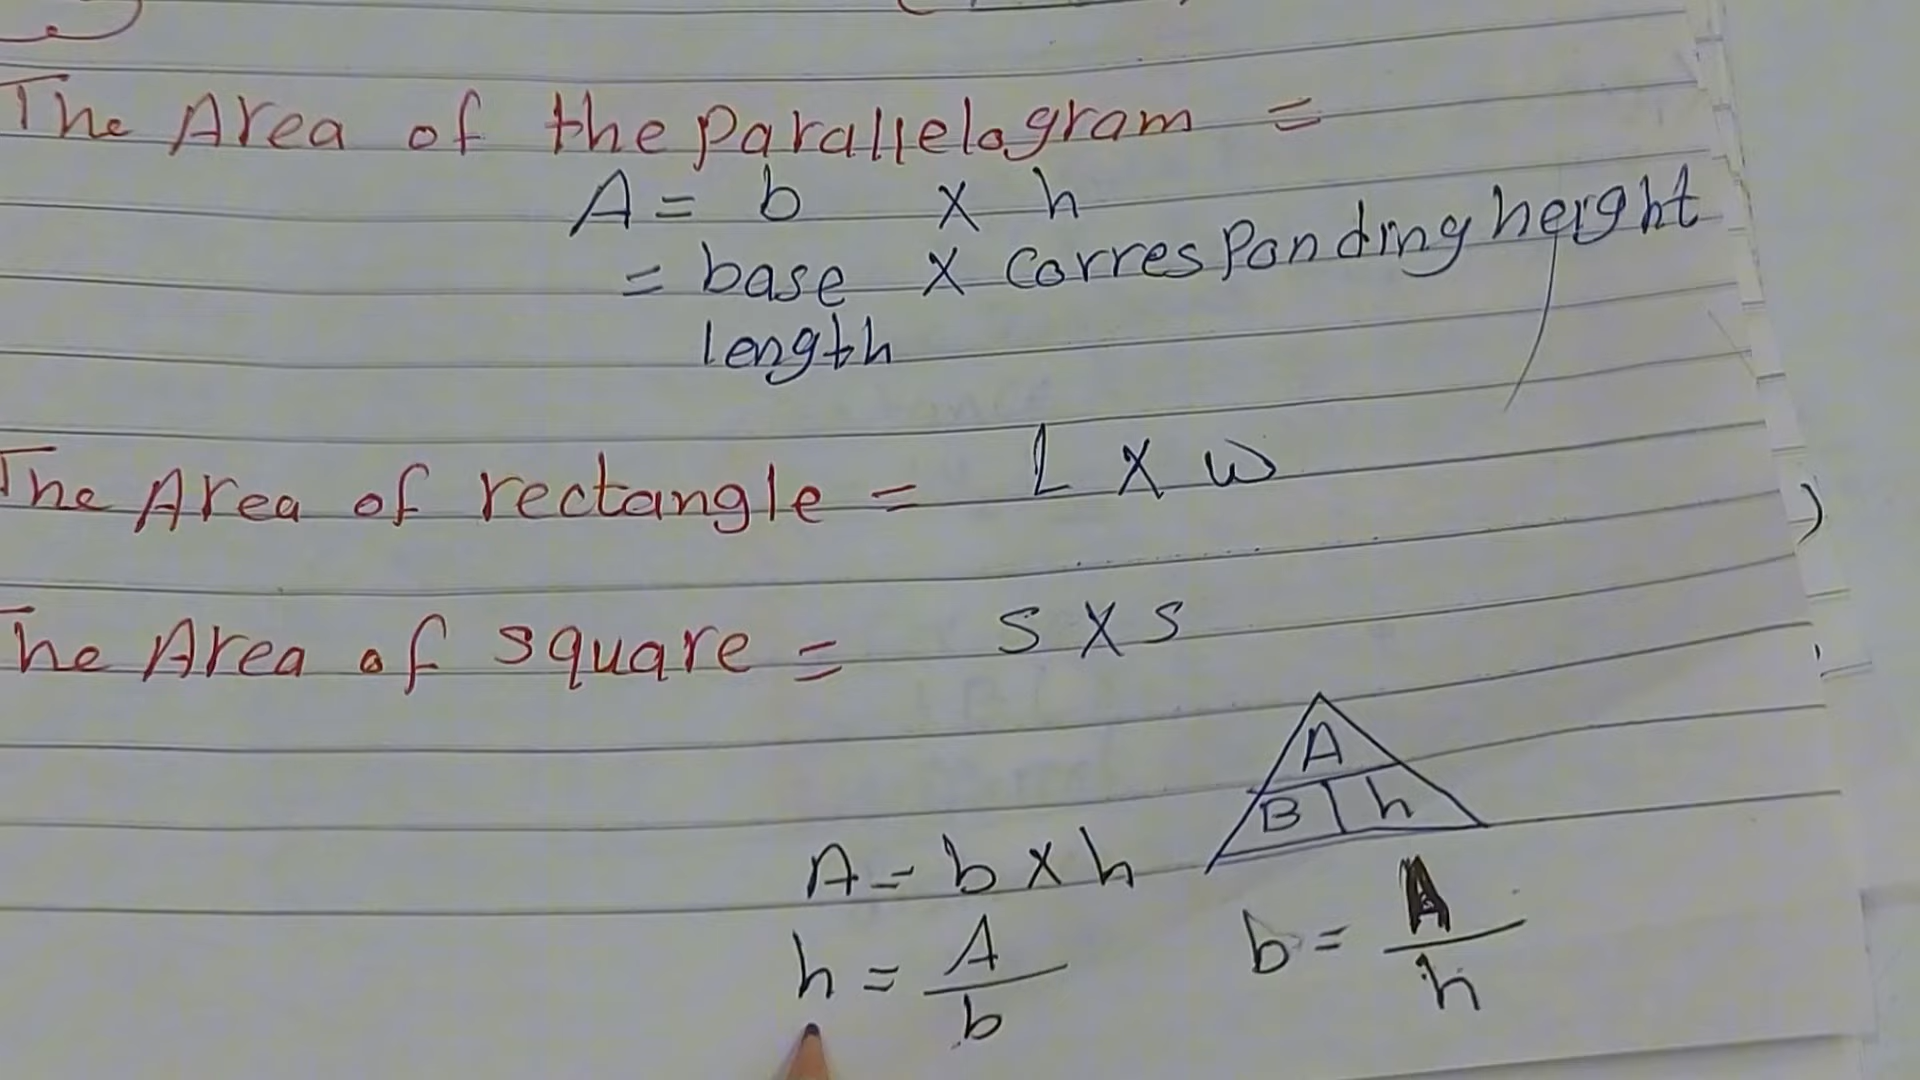 The Area of the parallelogram =
A = b x h
= base x corresponding height
length
The Area of rectangle = L x w
The Area of square = s x s
A
B h
A = b x h
h = A/b
b = A/h